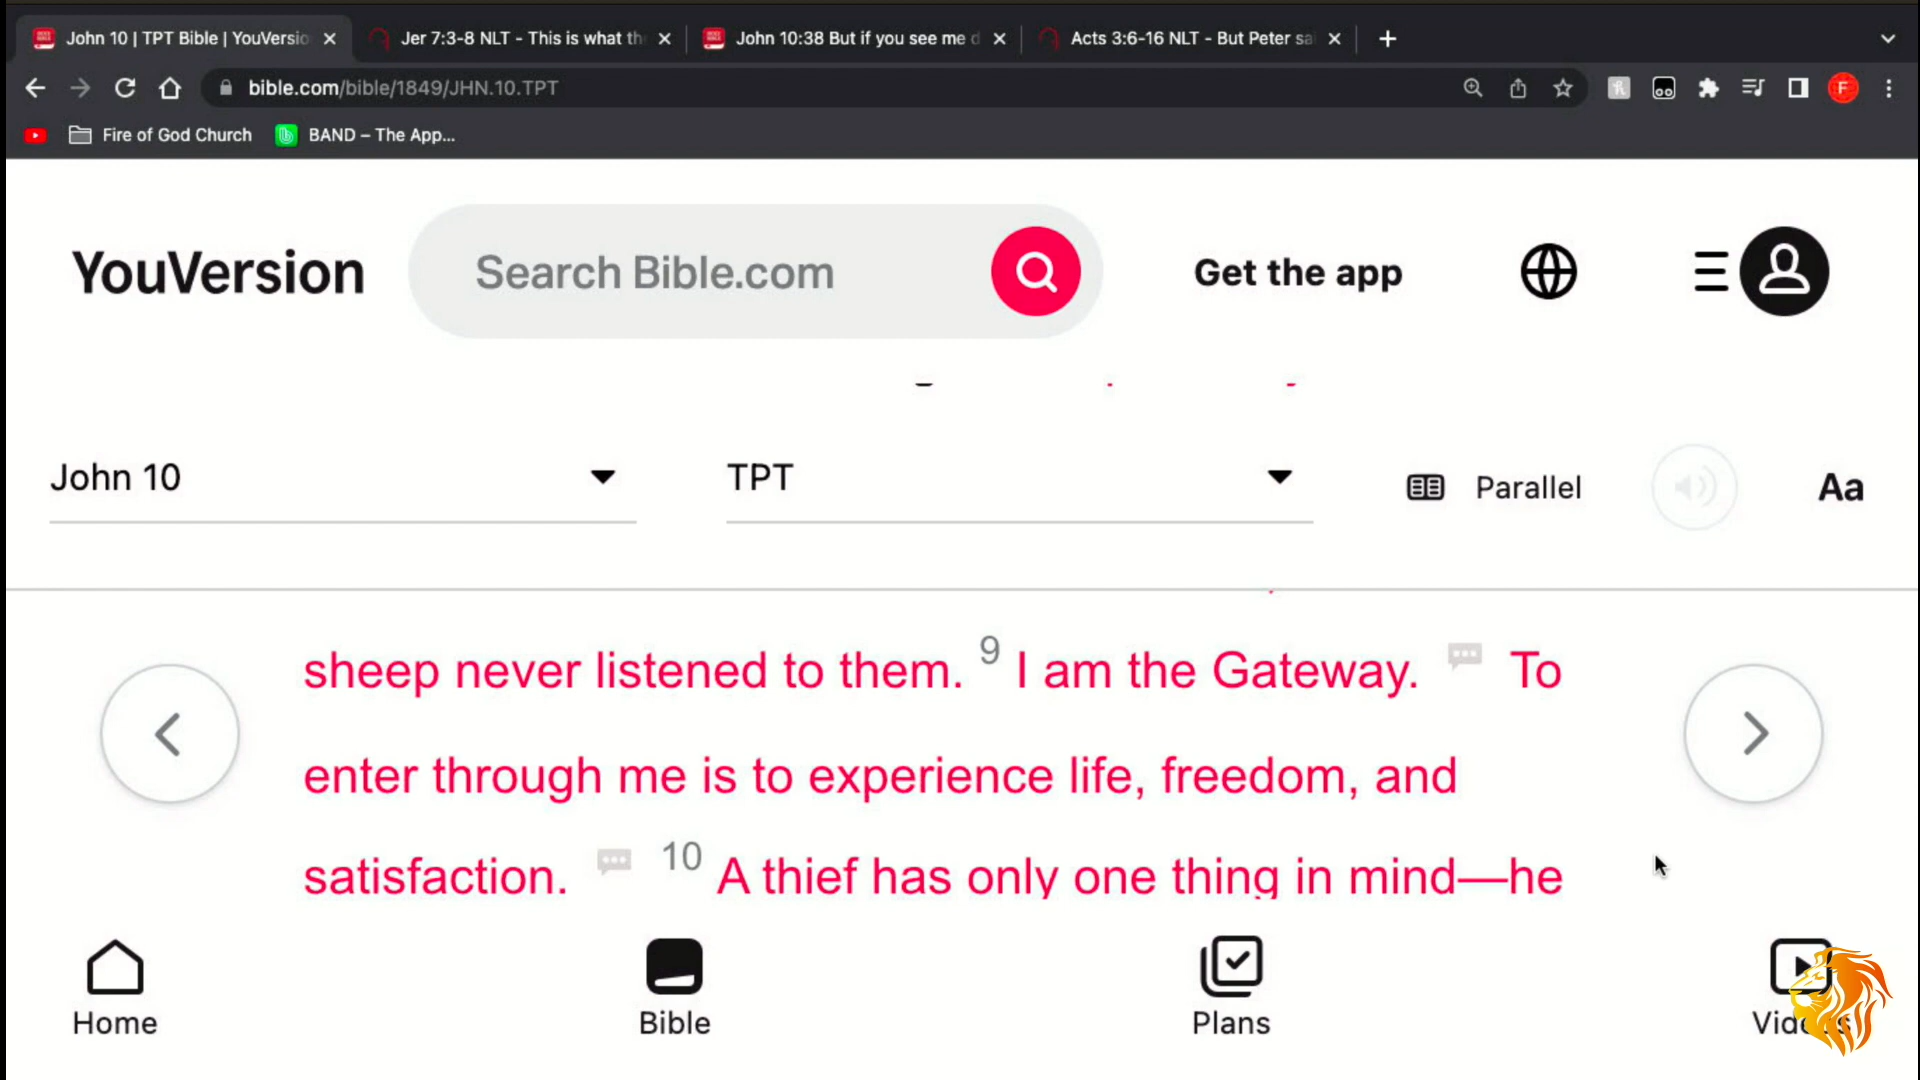 John 10 | TPT Bible | YouVersio
Jer 7:3-8 NLT - This is what th
John 10:38 But if you see me d
Acts 3:6-16 NLT - But Peter sa
bible.com/bible/1849/JHN.10.TPT
F
Fire of God Church
BAND – The App...
YouVersion
Search Bible.com
Get the app
John 10
TPT
Parallel
Aa
sheep never listened to them. 9 I am the Gateway. To
enter through me is to experience life, freedom, and
satisfaction. 10 A thief has only one thing in mind—he
Home
Bible
Plans